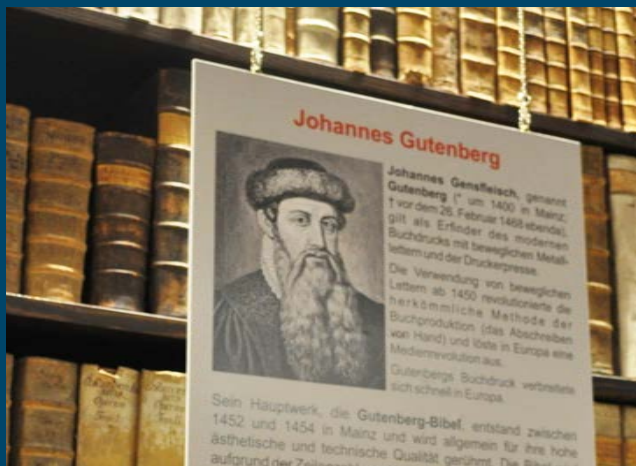 Johannes Gutenberg
Johannes Gensfleisch, genannt
Gutenberg (* um 1400 in Mainz;
† vor dem 26. Februar 1468 ebenda),
gilt als Erfinder des modernen
Buchdrucks mit beweglichen Metall-
lettern und der Druckerpresse.
Die Verwendung von beweglichen
Lettern ab 1450 revolutionierte die
herkömmliche Methode der
Buchproduktion (das Abschreiben
von Hand) und löste in Europa eine
Medienrevolution aus.
Gutenbergs Buchdruck verbreitete
sich schnell in Europa.
Sein Hauptwerk, die Gutenberg-Bibel, entstand zwischen
1452 und 1454 in Mainz und wird allgemein für ihre hohe
ästhetische und technische Qualität gerühmt.
aufgrund der